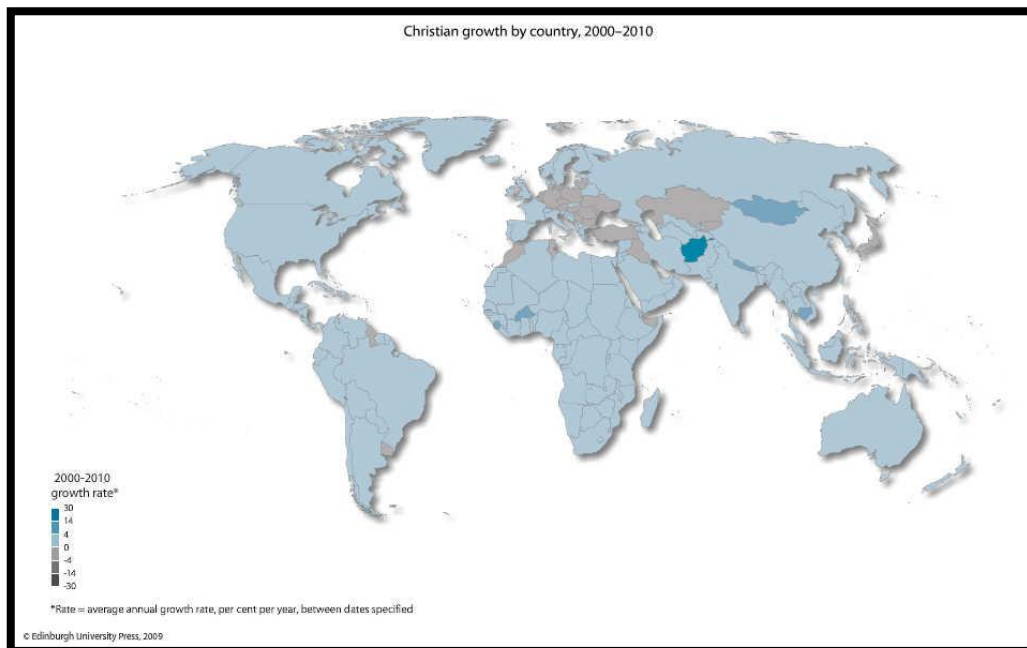 Christian growth by country, 2000–2010
2000-2010
growth rate*
30
14
4
0
-4
-14
-30
*Rate = average annual growth rate, per cent per year, between dates specified
© Edinburgh University Press, 2009